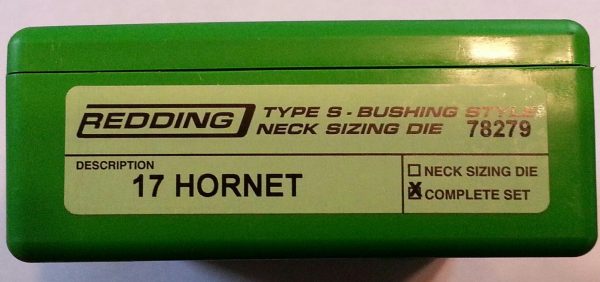 REDDING TYPE S - BUSHING STYLE
NECK SIZING DIE 78279
DESCRIPTION
17 HORNET
NECK SIZING DIE
COMPLETE SET